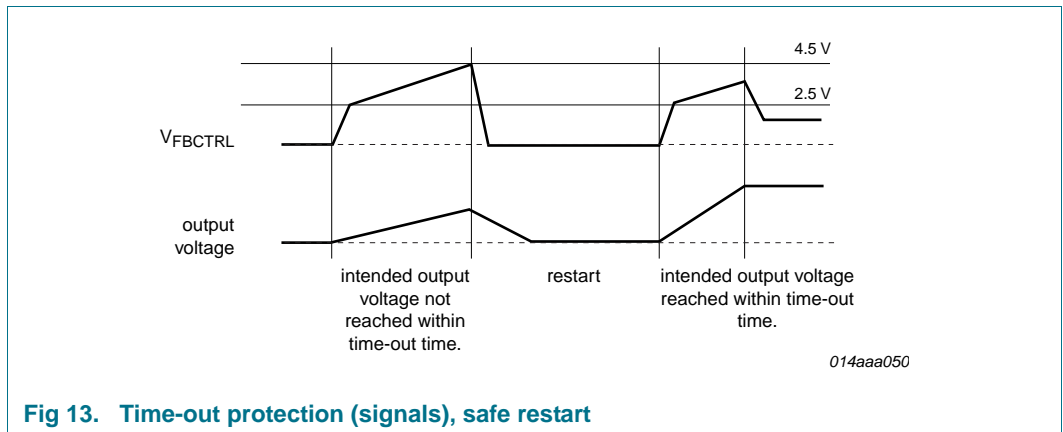 4.5 V
2.5 V
VFBCTRL
output
voltage
intended output
voltage not
reached within
time-out time.
restart
intended output voltage
reached within time-out
time.
014aaa050
Fig 13. Time-out protection (signals), safe restart